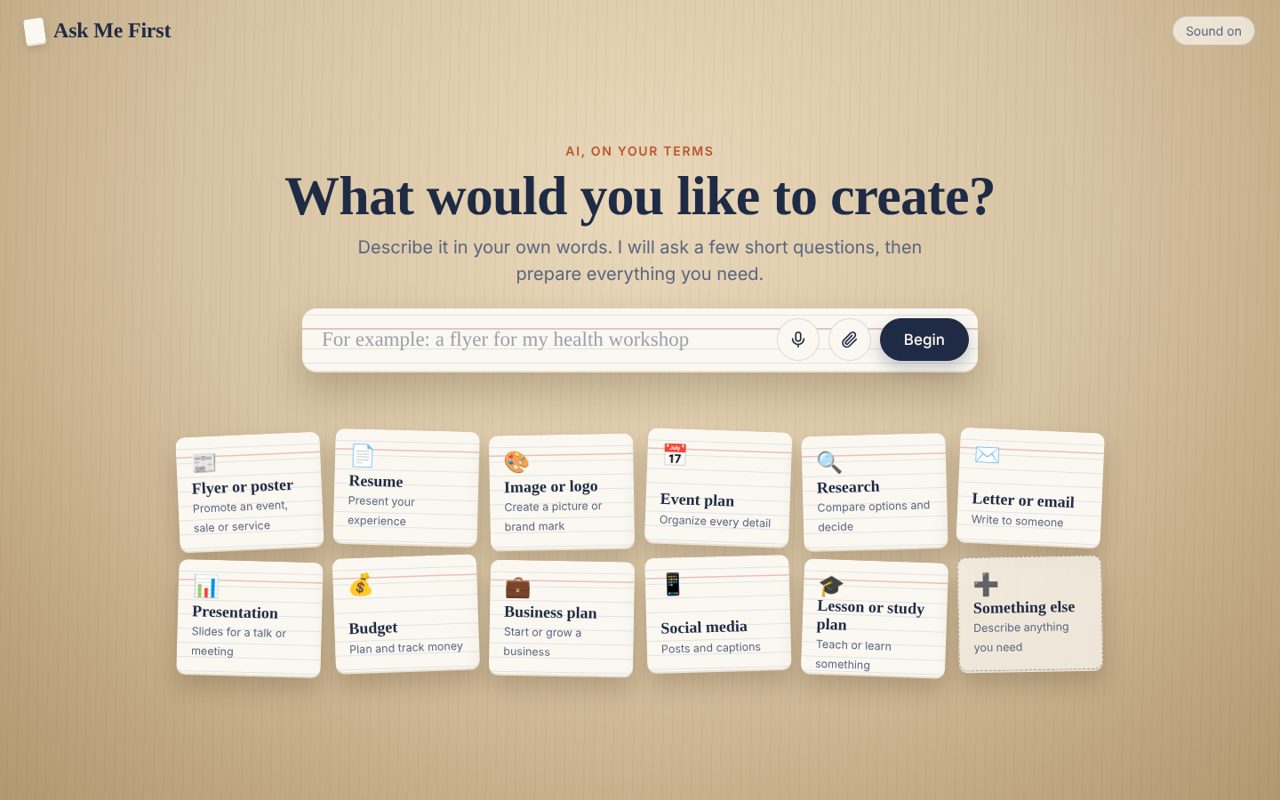 Ask Me First
Sound on
AI, ON YOUR TERMS
What would you like to create?
Describe it in your own words. I will ask a few short questions, then
prepare everything you need.
For example: a flyer for my health workshop
Begin
Flyer or poster
Promote an event,
sale or service
Resume
Present your
experience
Image or logo
Create a picture or
brand mark
July
17
Event plan
Organize every detail
Research
Compare options and
decide
Letter or email
Write to someone
Presentation
Slides for a talk or
meeting
Budget
Plan and track money
Business plan
Start or grow a
business
Social media
Posts and captions
Lesson or study
plan
Teach or learn
something
Something else
Describe anything
you need